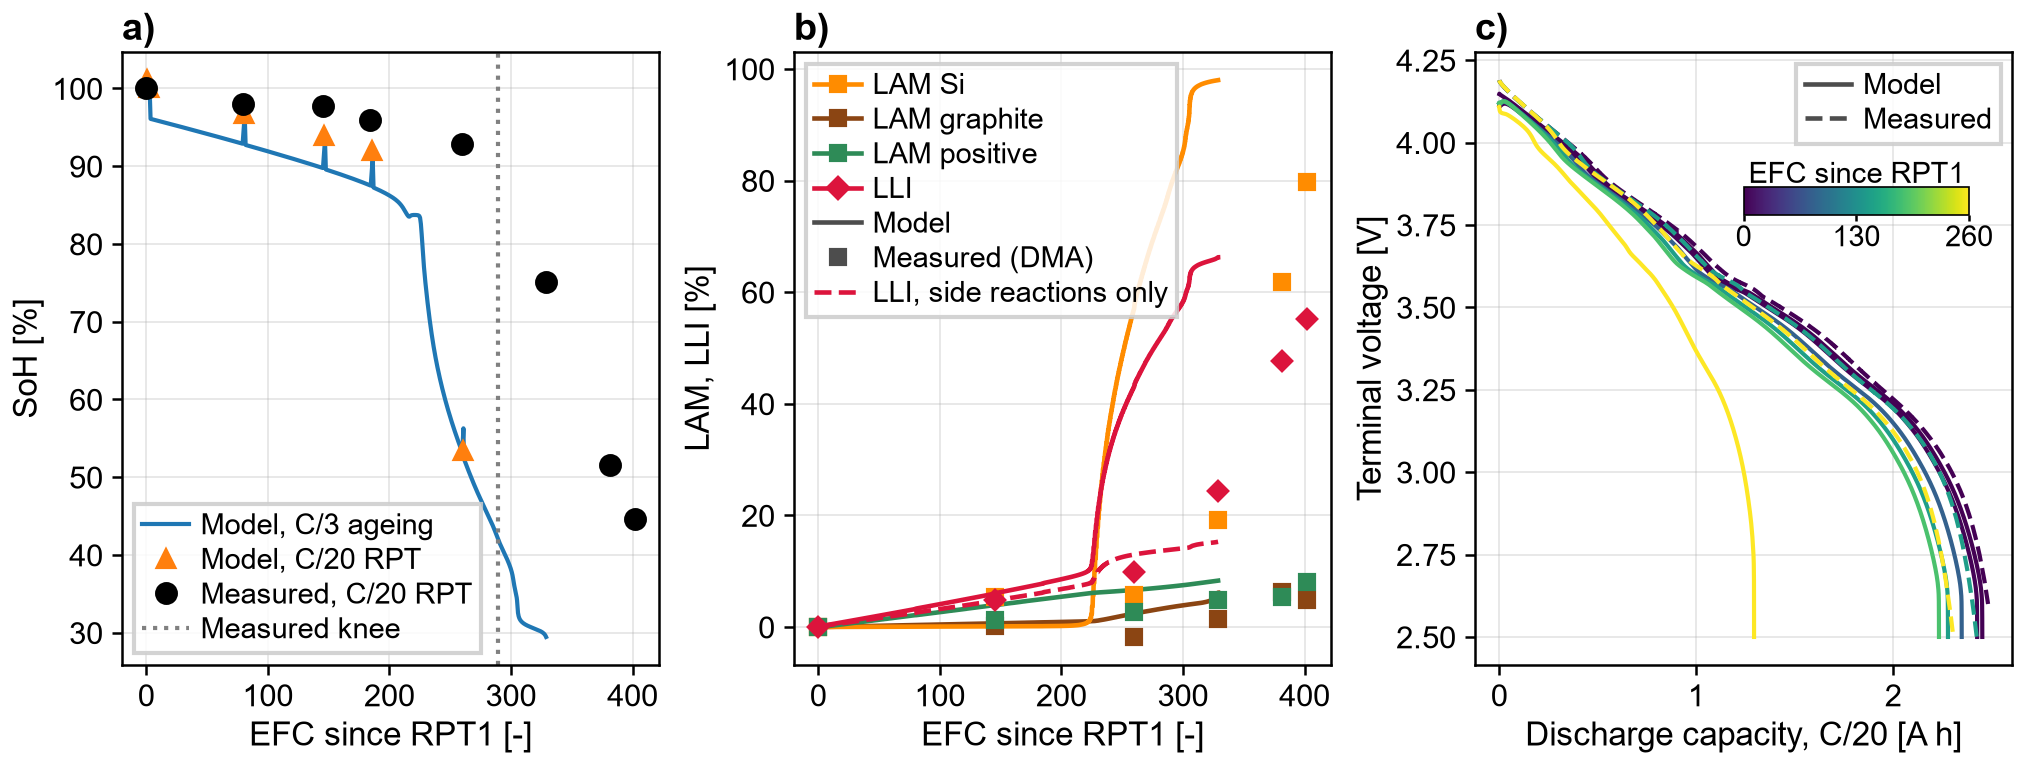 a)
SoH [%]
100
90
80
70
60
50
40
30
Model, C/3 ageing
Model, C/20 RPT
Measured, C/20 RPT
Measured knee
0
100
200
300
400
EFC since RPT1 [-]
b)
LAM, LLI [%]
100
80
60
40
20
0
LAM Si
LAM graphite
LAM positive
LLI
Model
Measured (DMA)
LLI, side reactions only
0
100
200
300
400
EFC since RPT1 [-]
c)
Terminal voltage [V]
4.25
4.00
3.75
3.50
3.25
3.00
2.75
2.50
Model
Measured
EFC since RPT1
0
130
260
0
1
2
Discharge capacity, C/20 [A h]